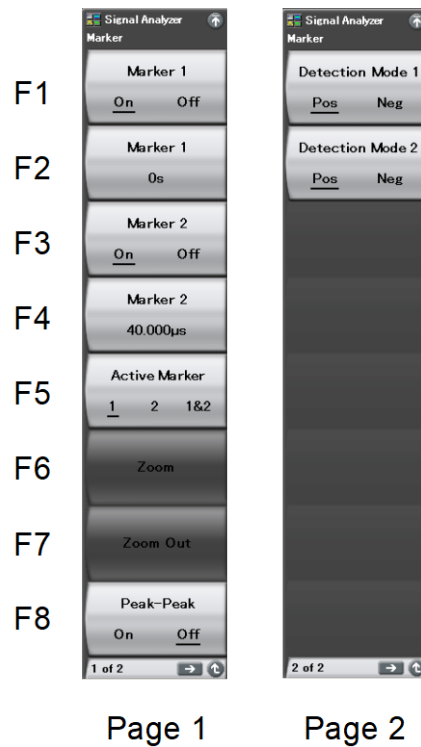 Signal Analyzer
Marker
F1
Marker 1
On Off
F2
Marker 1
0s
F3
Marker 2
On Off
F4
Marker 2
40.000µs
F5
Active Marker
1 2 1&2
F6
Zoom
F7
Zoom Out
F8
Peak-Peak
On Off
1 of 2
Page 1
Signal Analyzer
Marker
Detection Mode 1
Pos Neg
Detection Mode 2
Pos Neg
2 of 2
Page 2